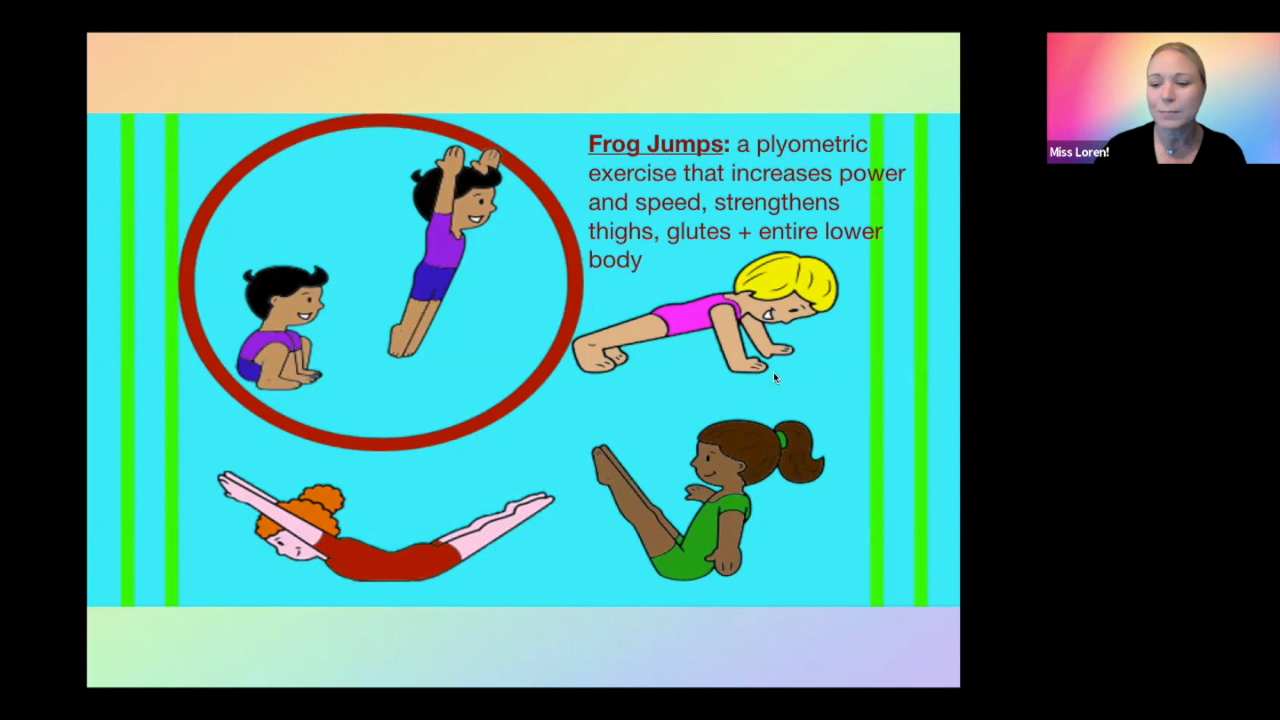 Frog Jumps: a plyometric
exercise that increases power
and speed, strengthens
thighs, glutes + entire lower
body
Miss Loren!